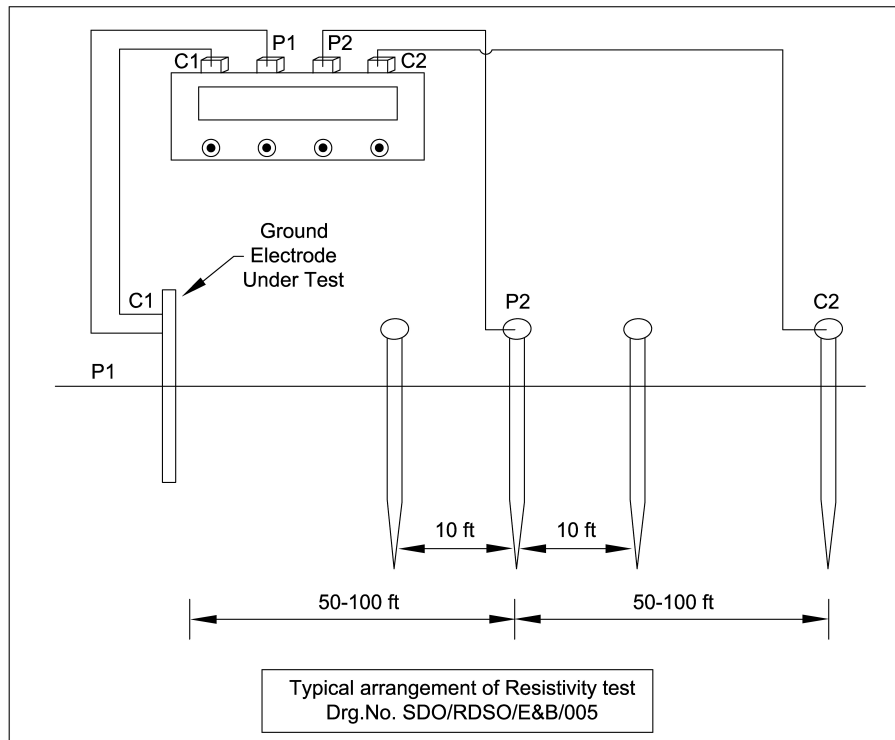 P1 P2
C1 C2
Ground
Electrode
Under Test
C1 P2 C2
P1
10 ft 10 ft
50-100 ft 50-100 ft
Typical arrangement of Resistivity test
Drg.No. SDO/RDSO/E&B/005